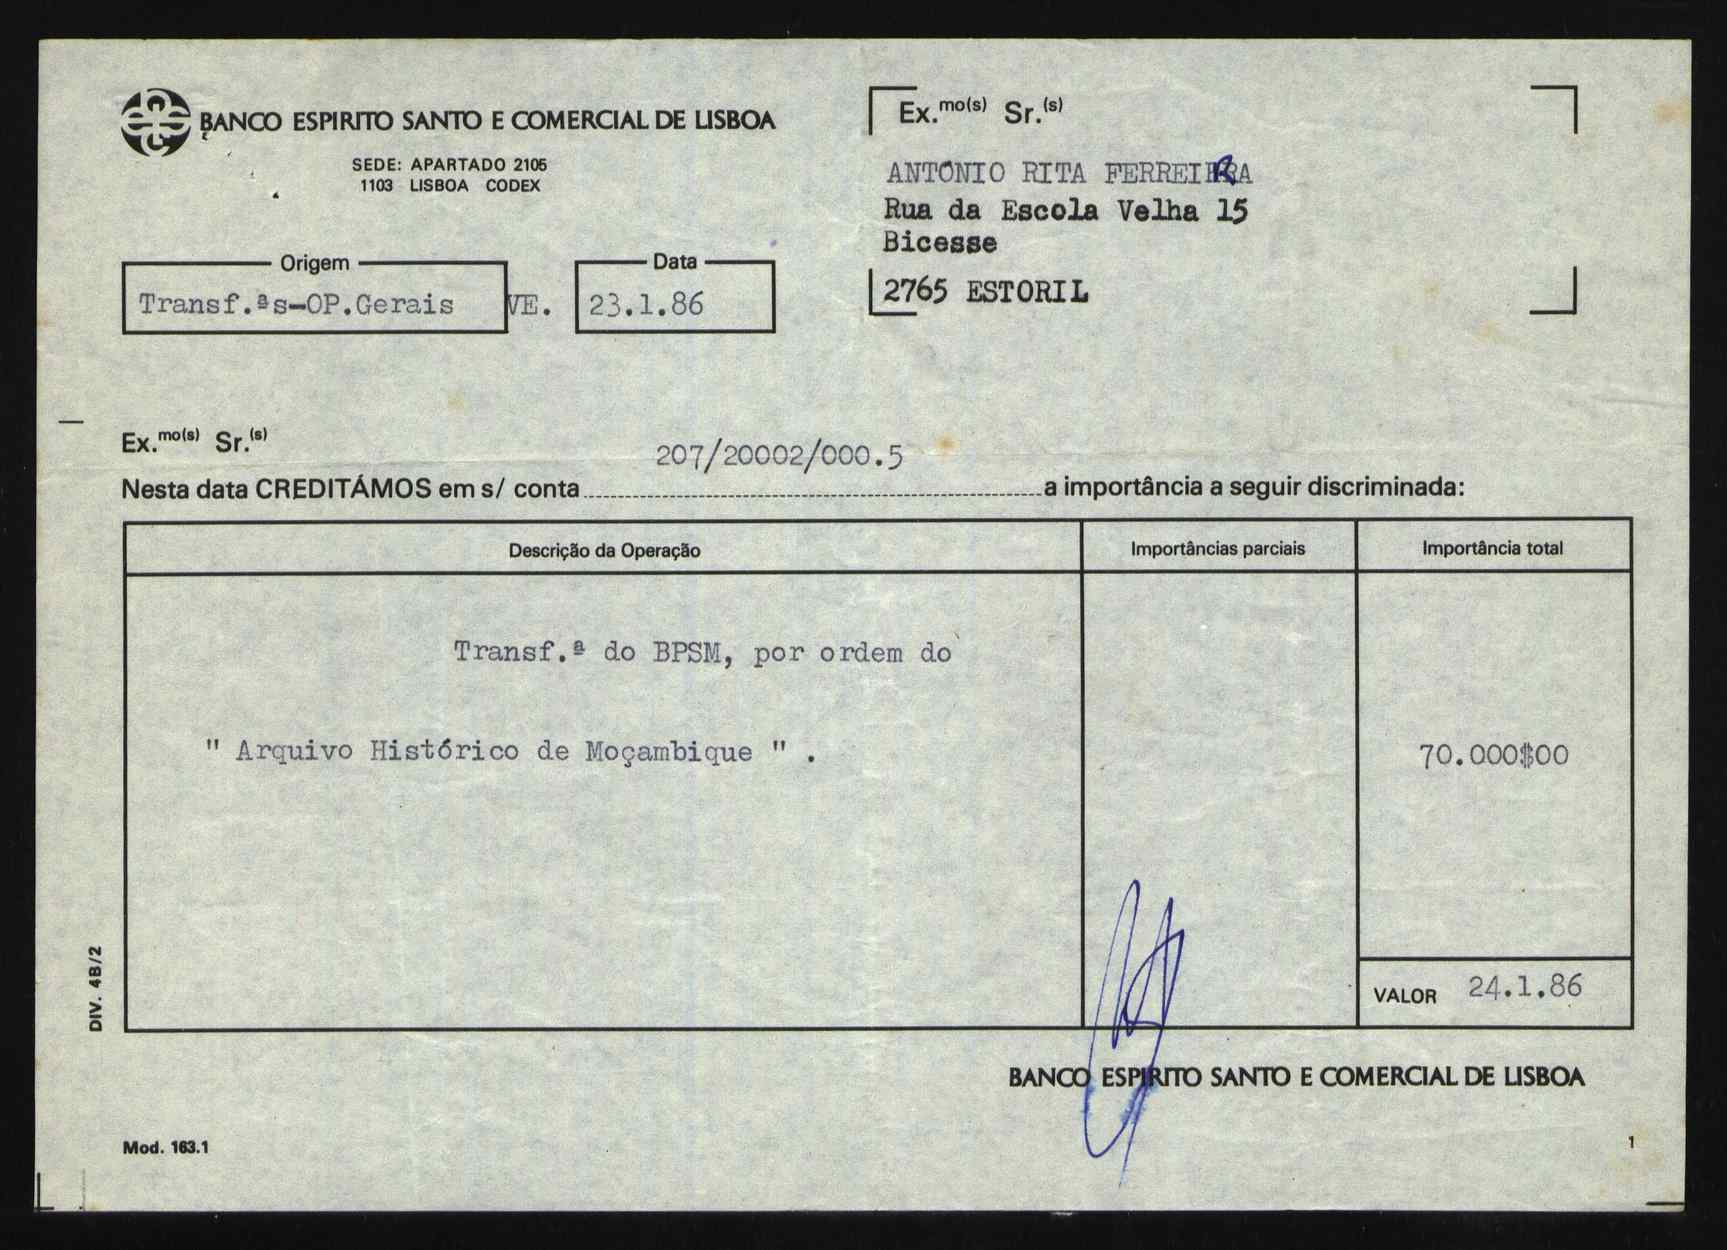 BANCO ESPIRITO SANTO E COMERCIAL DE LISBOA
SEDE: APARTADO 2105
1103 LISBOA CODEX
Ex.mo(s) Sr.(s)
ANTÓNIO RITA FERREIRA
Rua da Escola Velha 15
Bicesse
2765 ESTORIL
Origem
Transf.ªs-OP.Gerais VE.
Data
23.1.86
Ex.mo(s) Sr.(s)
207/20002/000.5
Nesta data CREDITÁMOS em s/ conta a importância a seguir discriminada:
Descrição da Operação Importâncias parciais Importância total
Transf.ª do BPSM, por ordem do
" Arquivo Histórico de Moçambique " . 70.000$00
VALOR 24.1.86
DIV. 4B/2
BANCO ESPIRITO SANTO E COMERCIAL DE LISBOA
Mod. 163.1
1